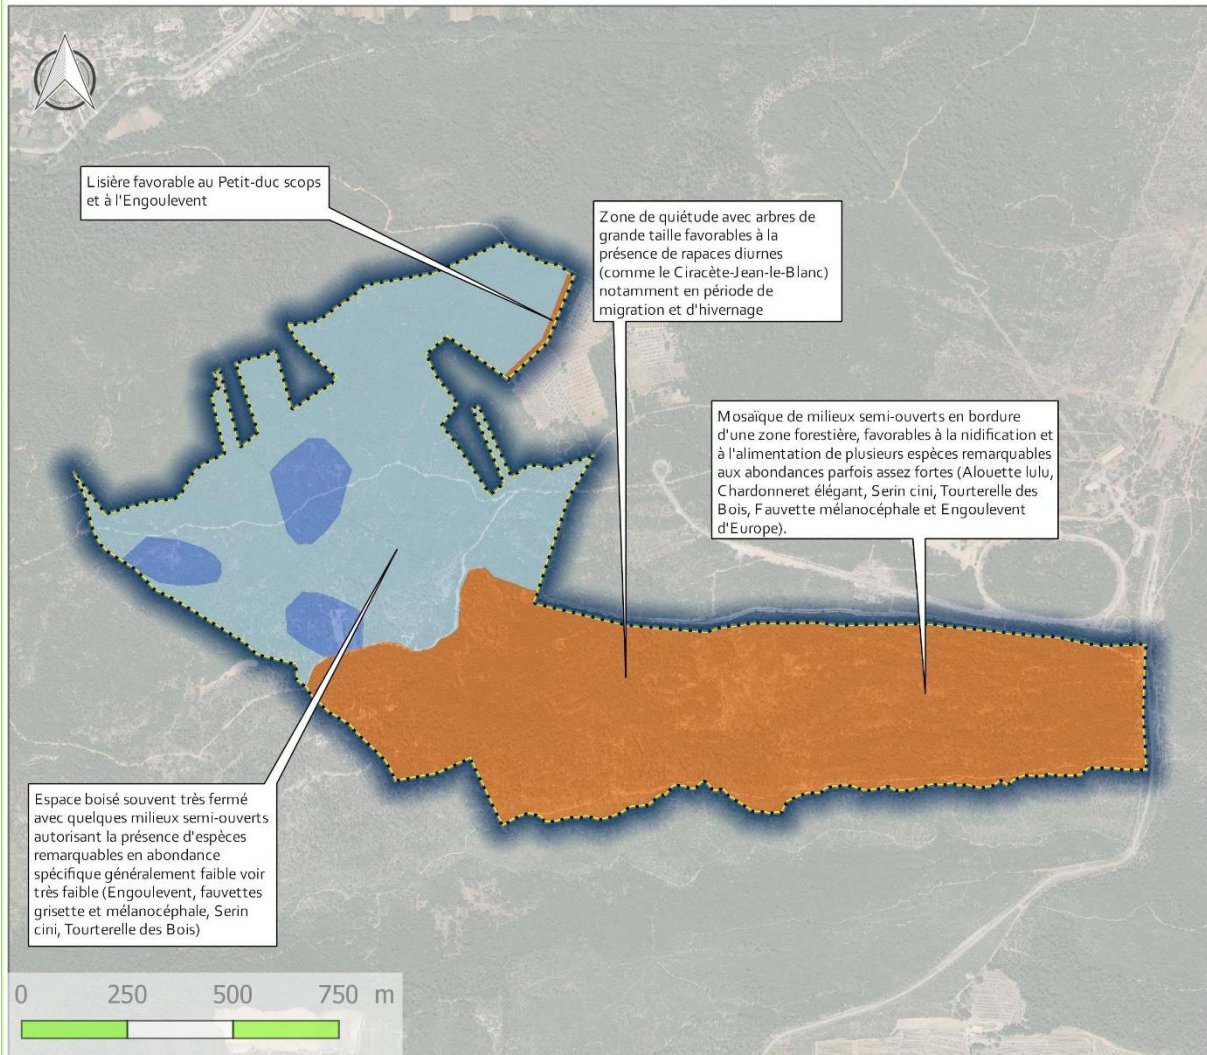 Lisière favorable au Petit-duc scops
et à l'Engoulevent
Zone de quiétude avec arbres de
grande taille favorables à la
présence de rapaces diurnes
(comme le Ciracète-Jean-le-Blanc)
notamment en période de
migration et d'hivernage
Mosaïque de milieux semi-ouverts en bordure
d'une zone forestière, favorables à la nidification et
à l'alimentation de plusieurs espèces remarquables
aux abondances parfois assez fortes (Alouette lulu,
Chardonneret élégant, Serin cini, Tourterelle des
Bois, Fauvette mélanocéphale et Engoulevent
d'Europe).
Espace boisé souvent très fermé
avec quelques milieux semi-ouverts
autorisant la présence d'espèces
remarquables en abondance
spécifique généralement faible voir
très faible (Engoulevent, fauvettes
grisette et mélanocéphale, Serin
cini, Tourterelle des Bois)
0 250 500 750 m